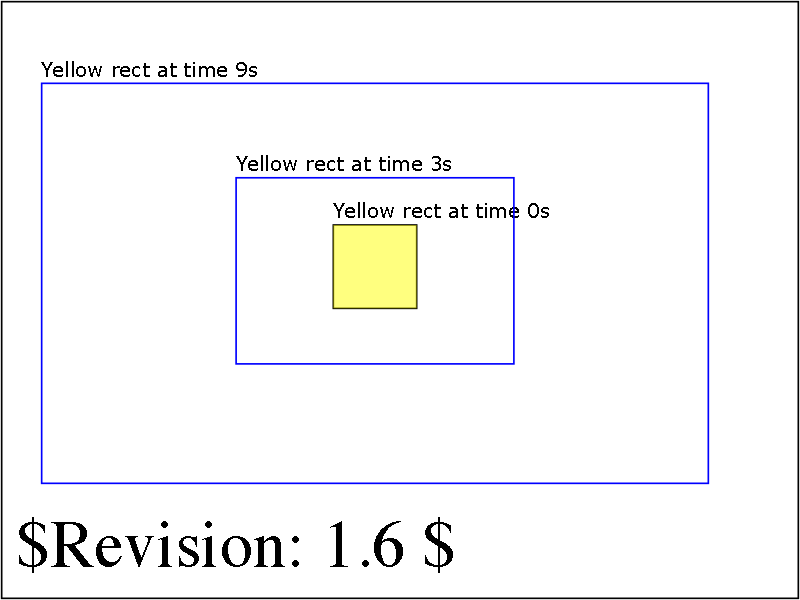 Yellow rect at time 9s
Yellow rect at time 3s
Yellow rect at time 0s
$Revision: 1.6 $